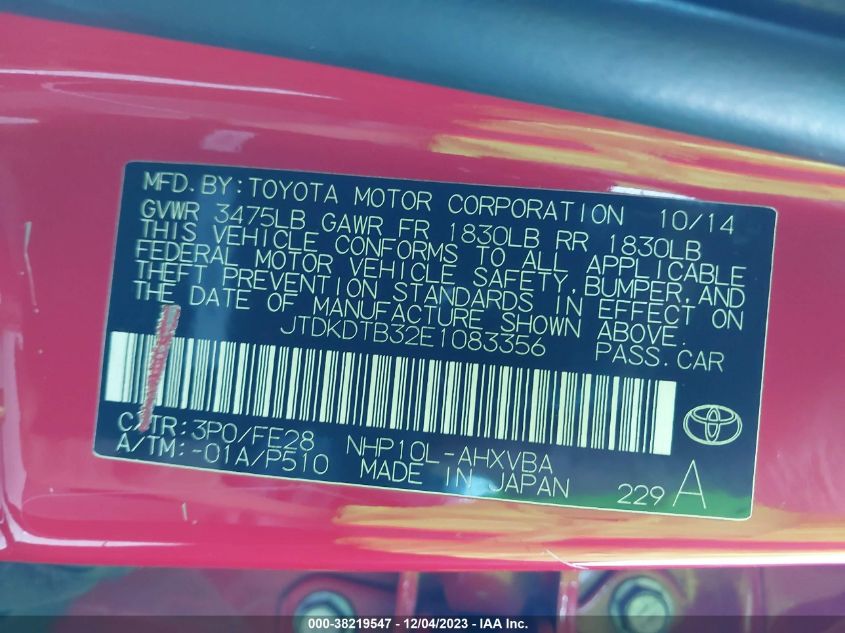 MFD. BY: TOYOTA MOTOR CORPORATION 10/14
GVWR 3475LB GAWR FR 1830LB RR 1830LB
THIS VEHICLE CONFORMS TO ALL APPLICABLE
FEDERAL MOTOR VEHICLE SAFETY, BUMPER, AND
THEFT PREVENTION STANDARDS IN EFFECT ON
THE DATE OF MANUFACTURE SHOWN ABOVE.
JTDKDTB32E1083356 PASS. CAR
C/TR: 3P0/FE28 NHP10L-AHXVBA
A/TM: -01A/P510 MADE IN JAPAN 229 A
000-38219547 - 12/04/2023 - IAA Inc.